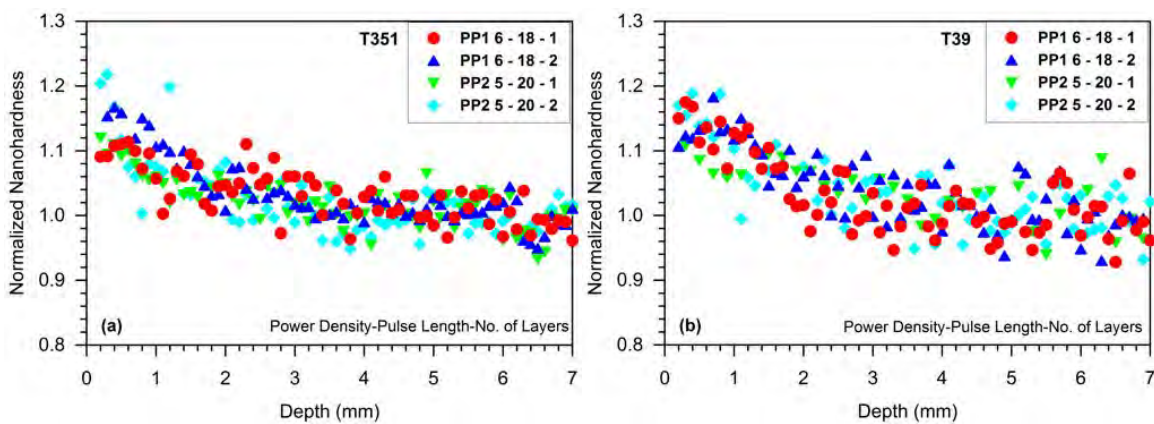 1.3
1.2
1.1
1.0
0.9
0.8
Normalized Nanohardness
T351
PP1 6 - 18 - 1
PP1 6 - 18 - 2
PP2 5 - 20 - 1
PP2 5 - 20 - 2
(a)
Power Density-Pulse Length-No. of Layers
0 1 2 3 4 5 6 7
Depth (mm)
1.3
1.2
1.1
1.0
0.9
0.8
Normalized Nanohardness
T39
PP1 6 - 18 - 1
PP1 6 - 18 - 2
PP2 5 - 20 - 1
PP2 5 - 20 - 2
(b)
Power Density-Pulse Length-No. of Layers
0 1 2 3 4 5 6 7
Depth (mm)